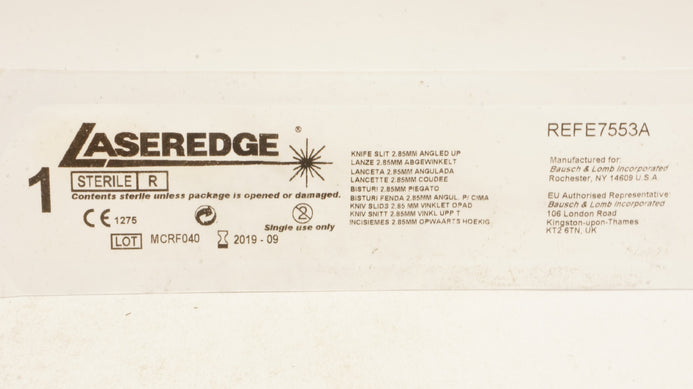 LASEREDGE ®
1
STERILE R
Contents sterile unless package is opened or damaged.
CE 1275
2
Single use only
LOT MCRF040 2019 - 09
KNIFE SLIT 2.85MM ANGLED UP
LANZE 2.85MM ABGEWINKELT
LANCETA 2.85MM ANGULADA
LANCETTE 2.85MM COUDEE
BISTURI 2.85MM PIEGATO
BISTURI FENDA 2.85MM ANGUL. P/ CIMA
KNIV SLIDS 2.85 MM VINKLET OPAD
KNIV SNITT 2.85MM VINKL UPP T
INCISIEMES 2.85MM OPWAARTS HOEKIG
REFE7553A
Manufactured for:
Bausch & Lomb Incorporated
Rochester, NY 14609 U.S.A.
EU Authorised Representative:
Bausch & Lomb Incorporated
106 London Road
Kingston-upon-Thames
KT2 6TN, UK